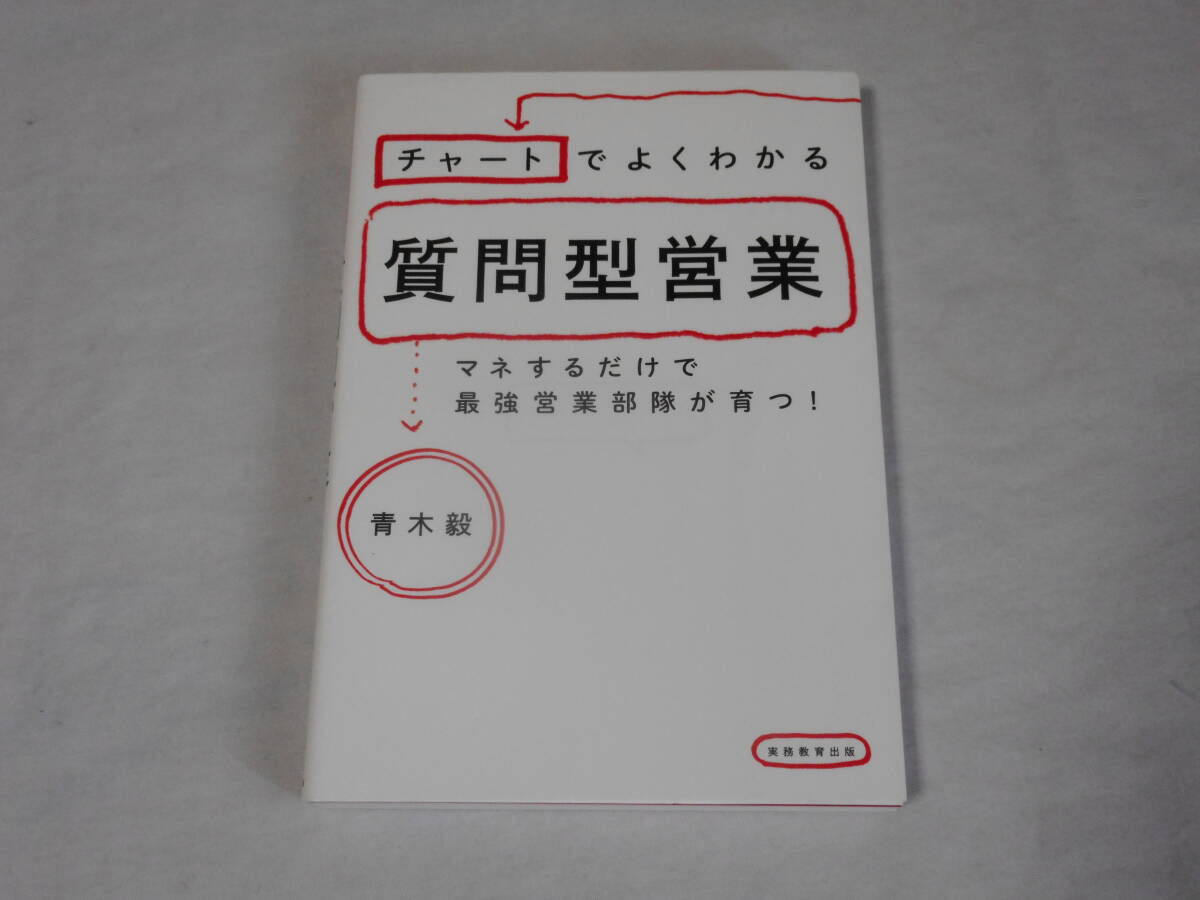 チャートでよくわかる
質問型営業
マネするだけで
最強営業部隊が育つ!
青木毅
実務教育出版